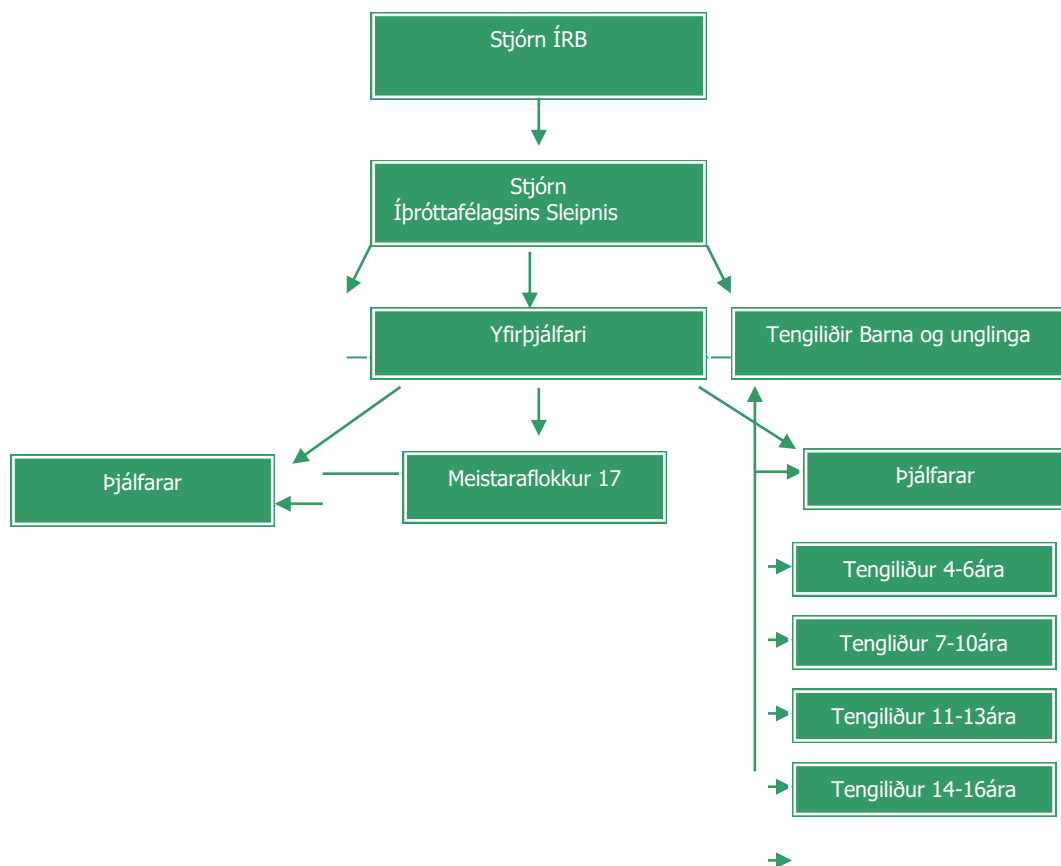 Stjórn ÍRB
Stjórn
Íþróttafélagsins Sleipnis
Yfirþjálfari
Tengiliðir Barna og unglinga
Þjálfarar
Meistaraflokkur 17
Þjálfarar
Tengiliður 4-6ára
Tengliður 7-10ára
Tengiliður 11-13ára
Tengiliður 14-16ára